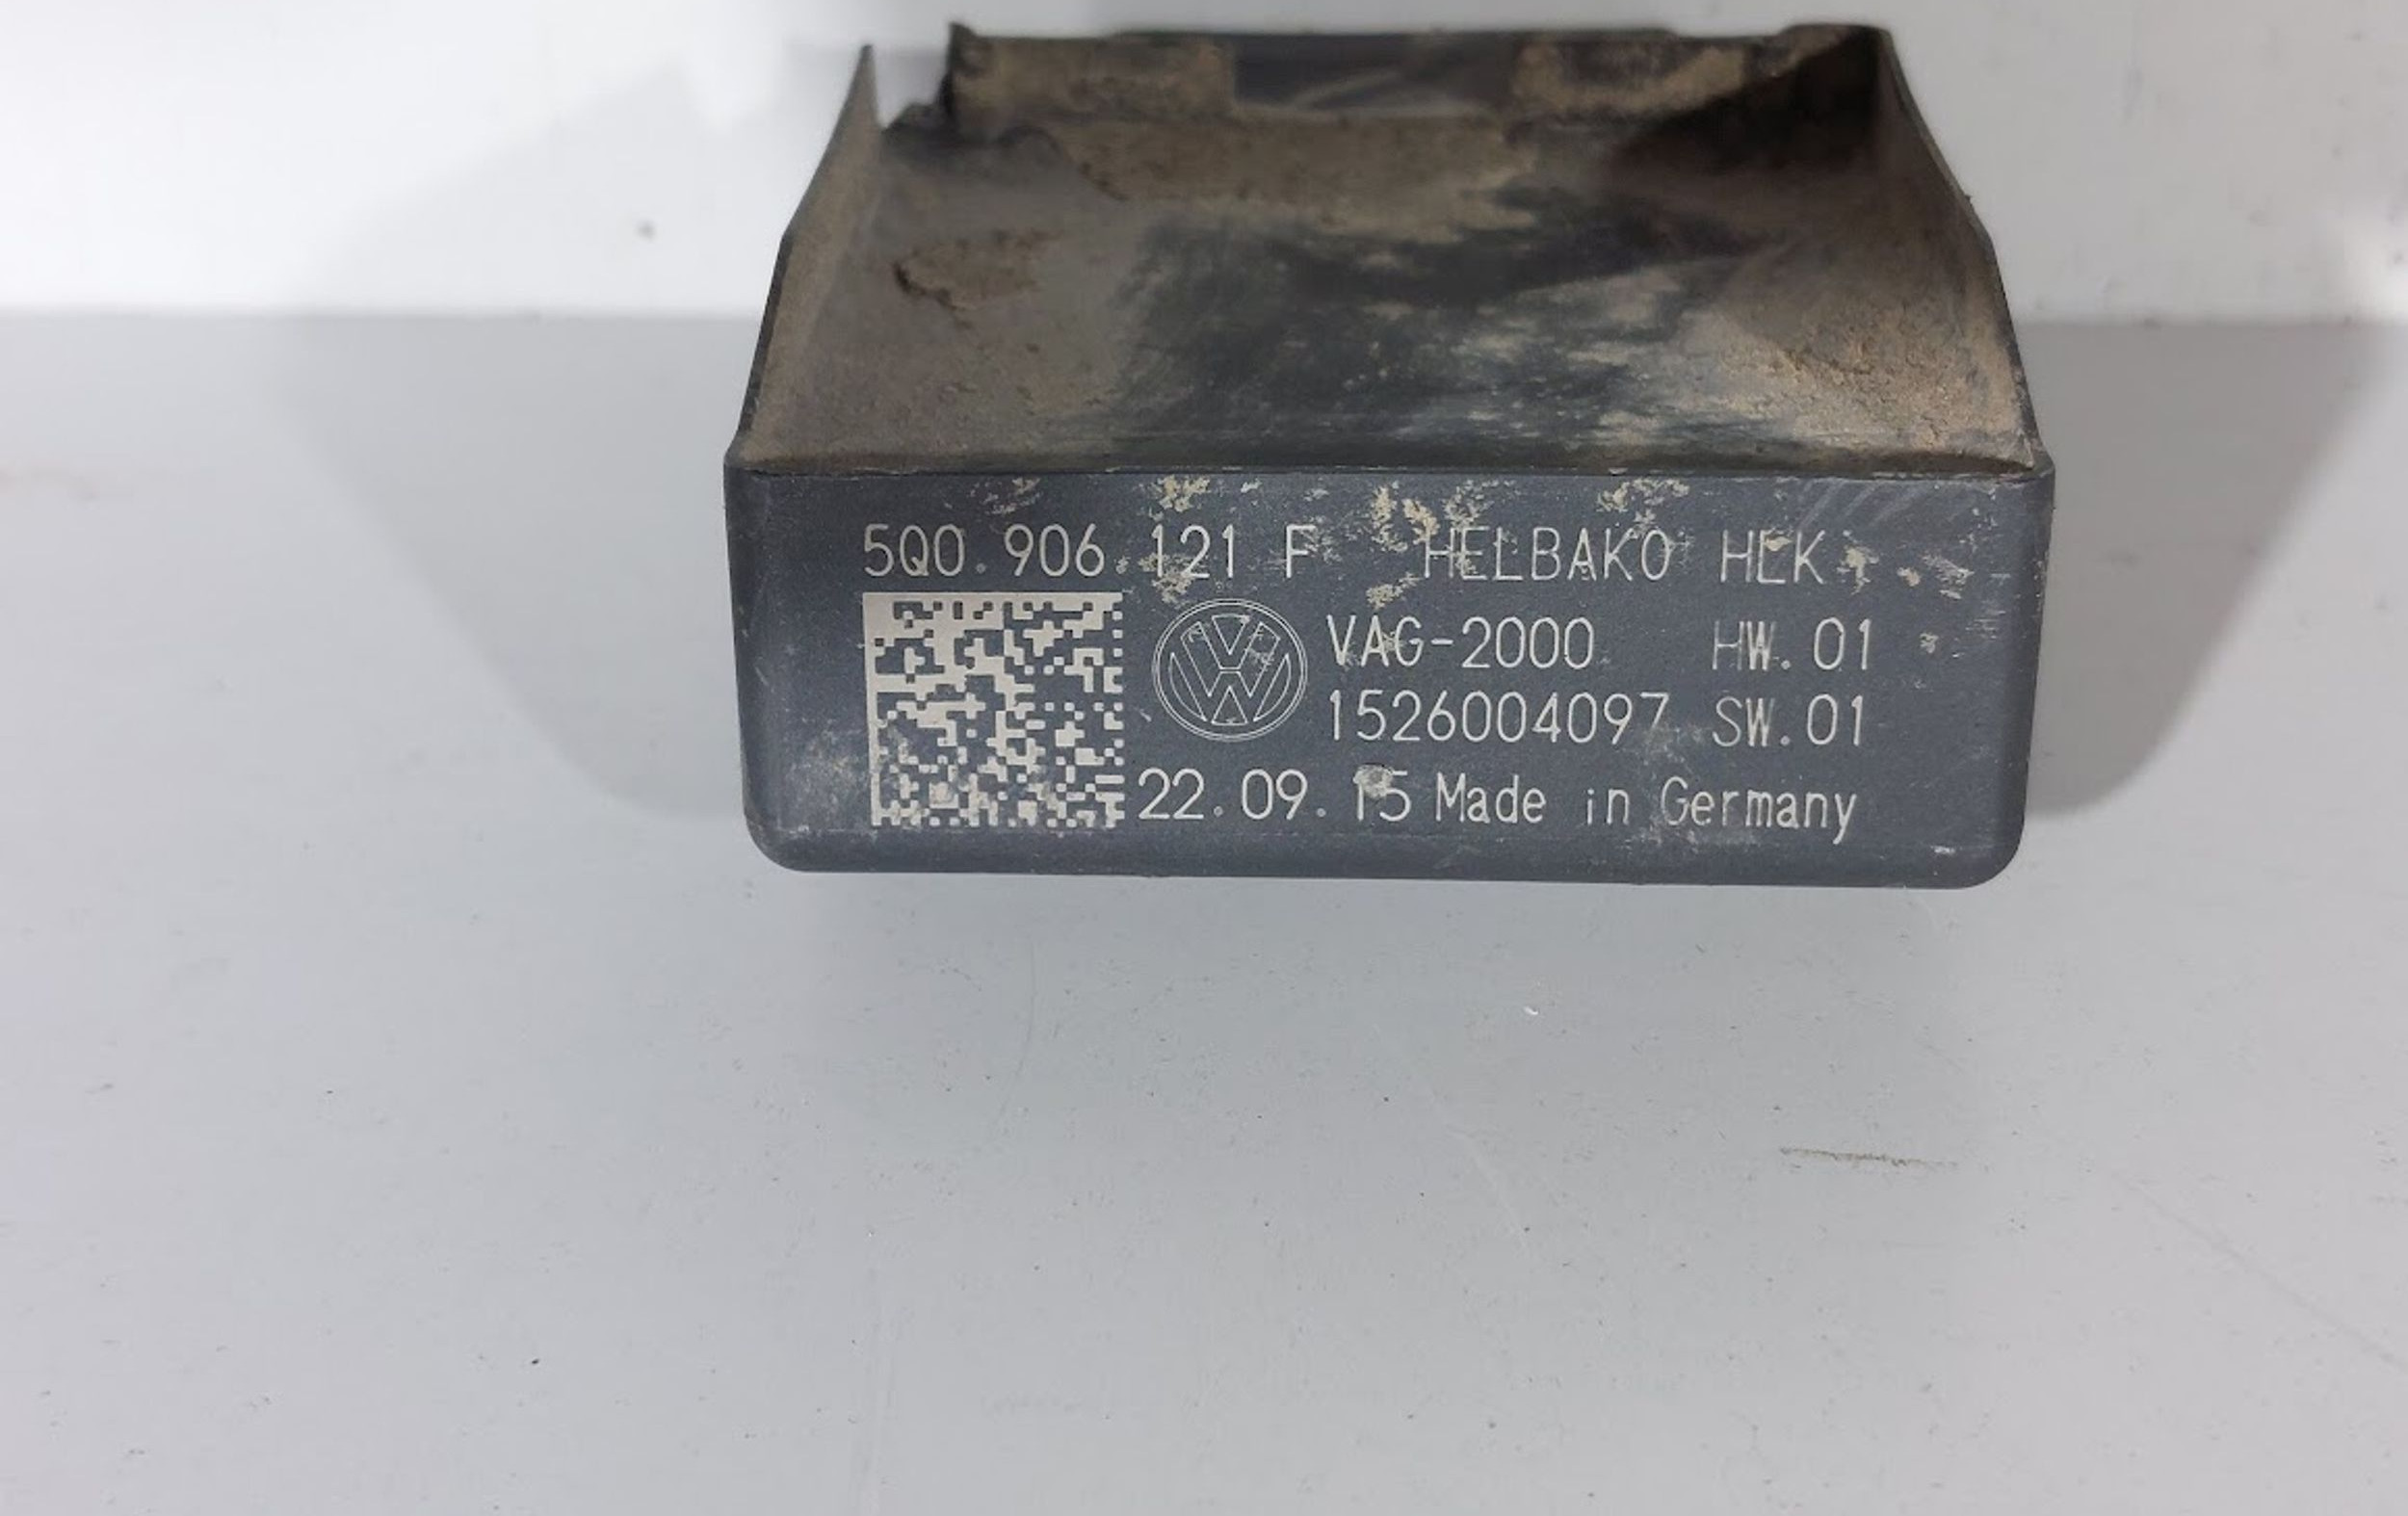 5Q0.906.121 F HELBAKO HLK
VAG-2000 HW.01
1526004097 SW.01
22.09.15 Made in Germany